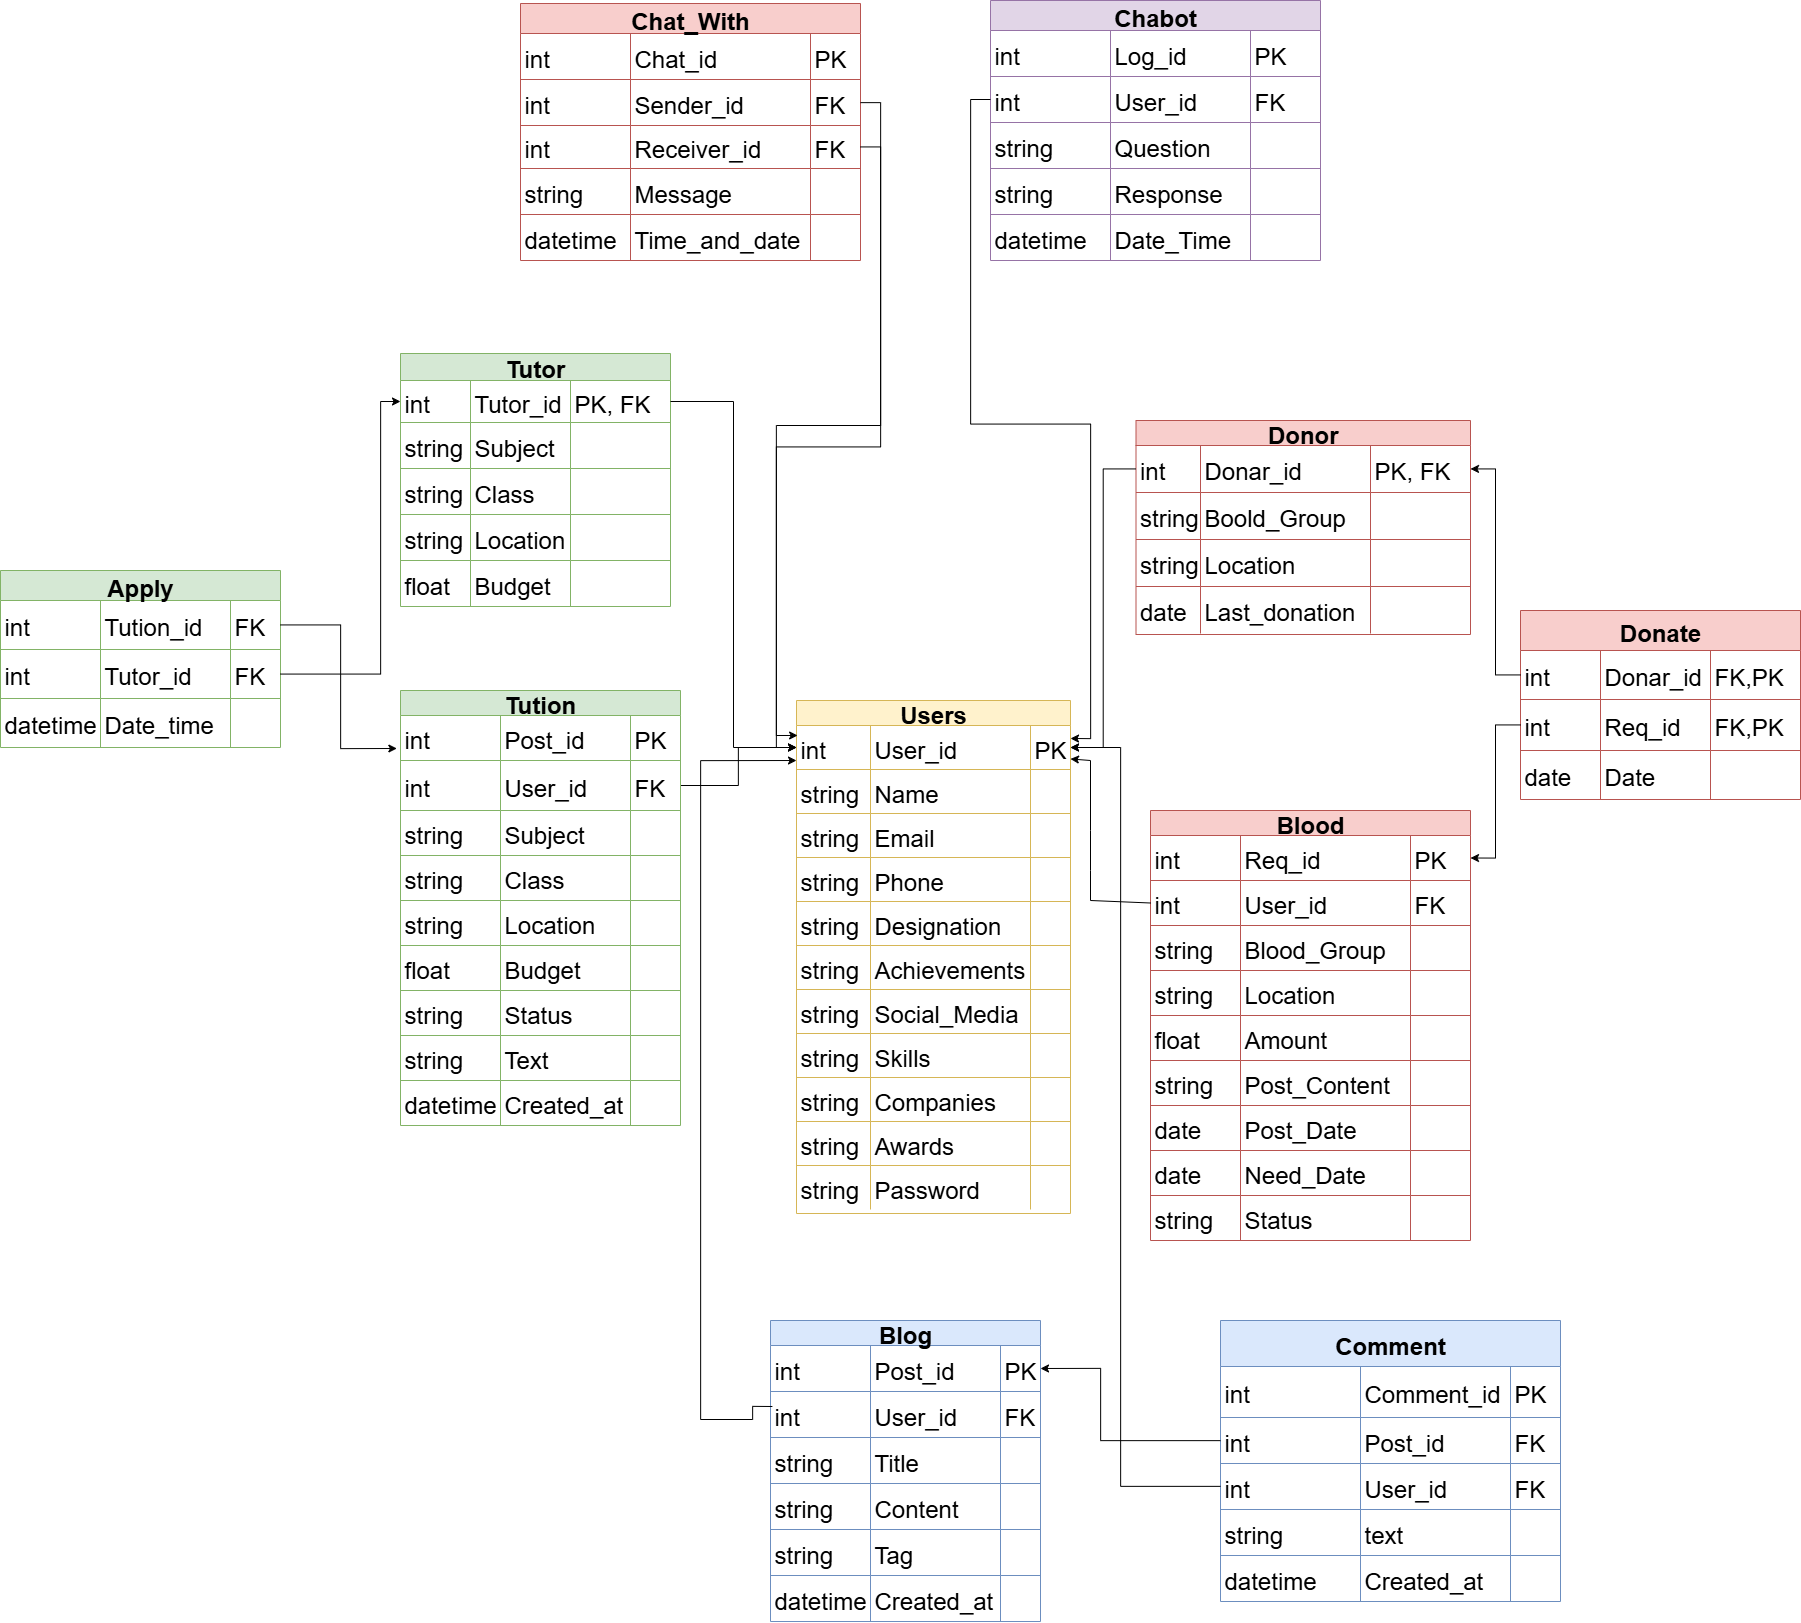 Chat_With
int Chat_id PK
int Sender_id FK
int Receiver_id FK
string Message
datetime Time_and_date
Chabot
int Log_id PK
int User_id FK
string Question
string Response
datetime Date_Time
Tutor
int Tutor_id PK, FK
string Subject
string Class
string Location
float Budget
Donor
int Donar_id PK, FK
string Boold_Group
string Location
date Last_donation
Apply
int Tution_id FK
int Tutor_id FK
datetime Date_time
Donate
int Donar_id FK,PK
int Req_id FK,PK
date Date
Tution
int Post_id PK
int User_id FK
string Subject
string Class
string Location
float Budget
string Status
string Text
datetime Created_at
Users
int User_id PK
string Name
string Email
string Phone
string Designation
string Achievements
string Social_Media
string Skills
string Companies
string Awards
string Password
Blood
int Req_id PK
int User_id FK
string Blood_Group
string Location
float Amount
string Post_Content
date Post_Date
date Need_Date
string Status
Blog
int Post_id PK
int User_id FK
string Title
string Content
string Tag
datetime Created_at
Comment
int Comment_id PK
int Post_id FK
int User_id FK
string text
datetime Created_at